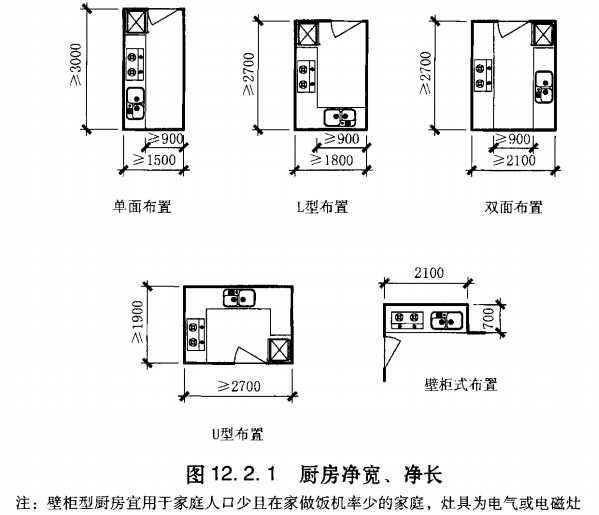 ≥3000
≥900
≥1500
单面布置
≥2700
≥900
≥1800
L型布置
≥2700
≥900
≥2100
双面布置
≥1900
≥2700
U型布置
2100
700
壁柜式布置
图 12.2.1 厨房净宽、净长
注：壁柜型厨房宜用于家庭人口少且在家做饭机率少的家庭，灶具为电气或电磁灶